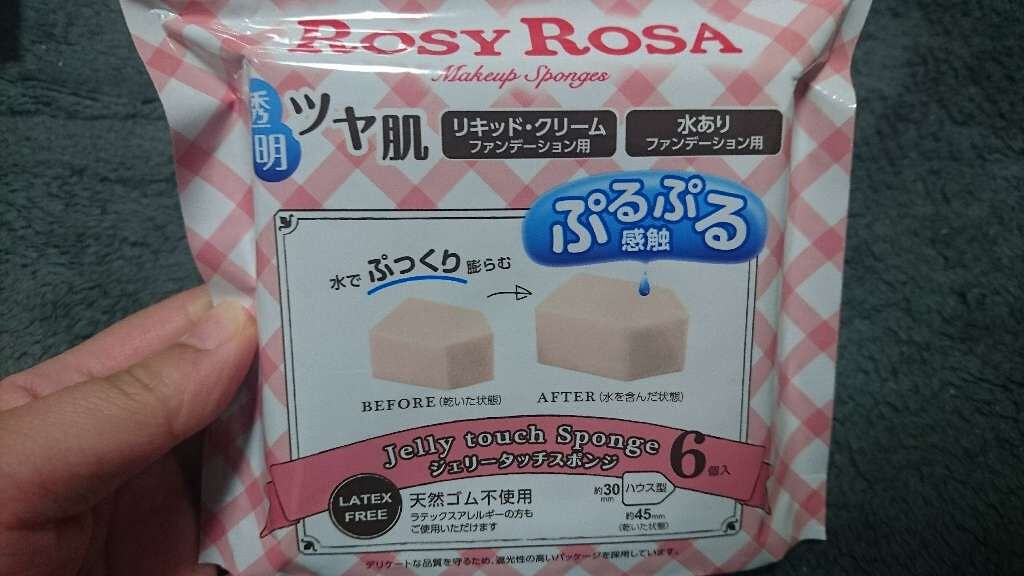 ROSY ROSA
Makeup Sponges
透明
ツヤ肌
リキッド・クリーム
ファンデーション用
水あり
ファンデーション用
ぷるぷる
感触
水でぷっくり膨らむ
BEFORE(乾いた状態)
AFTER(水を含んだ状態)
Jelly touch Sponge
ジェリータッチスポンジ
6個入
LATEX
FREE
天然ゴム不使用
ラテックスアレルギーの方も
ご使用いただけます
約30mm
ハウス型
約45mm
(乾いた状態)
デリケートな品質を守るため、遮光性の高いパッケージを採用しています。